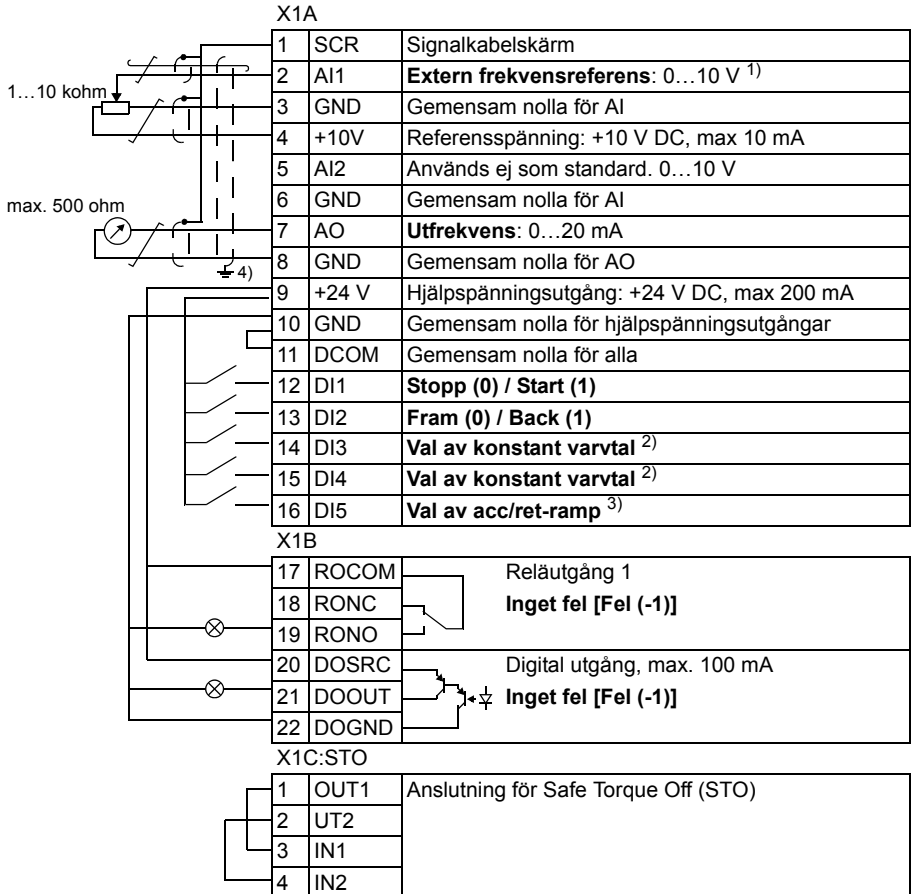 X1A
1 SCR Signalkabelskärm
2 AI1 Extern frekvensreferens: 0…10 V 1)
1…10 kohm
3 GND Gemensam nolla för AI
4 +10V Referensspänning: +10 V DC, max 10 mA
5 AI2 Används ej som standard. 0…10 V
6 GND Gemensam nolla för AI
max. 500 ohm
7 AO Utfrekvens: 0…20 mA
8 GND Gemensam nolla för AO
4)
9 +24 V Hjälpspänningsutgång: +24 V DC, max 200 mA
10 GND Gemensam nolla för hjälpspänningsutgångar
11 DCOM Gemensam nolla för alla
12 DI1 Stopp (0) / Start (1)
13 DI2 Fram (0) / Back (1)
14 DI3 Val av konstant varvtal 2)
15 DI4 Val av konstant varvtal 2)
16 DI5 Val av acc/ret-ramp 3)
X1B
17 ROCOM Reläutgång 1
18 RONC Inget fel [Fel (-1)]
19 RONO
20 DOSRC Digital utgång, max. 100 mA
21 DOOUT Inget fel [Fel (-1)]
22 DOGND
X1C:STO
1 OUT1 Anslutning för Safe Torque Off (STO)
2 UT2
3 IN1
4 IN2